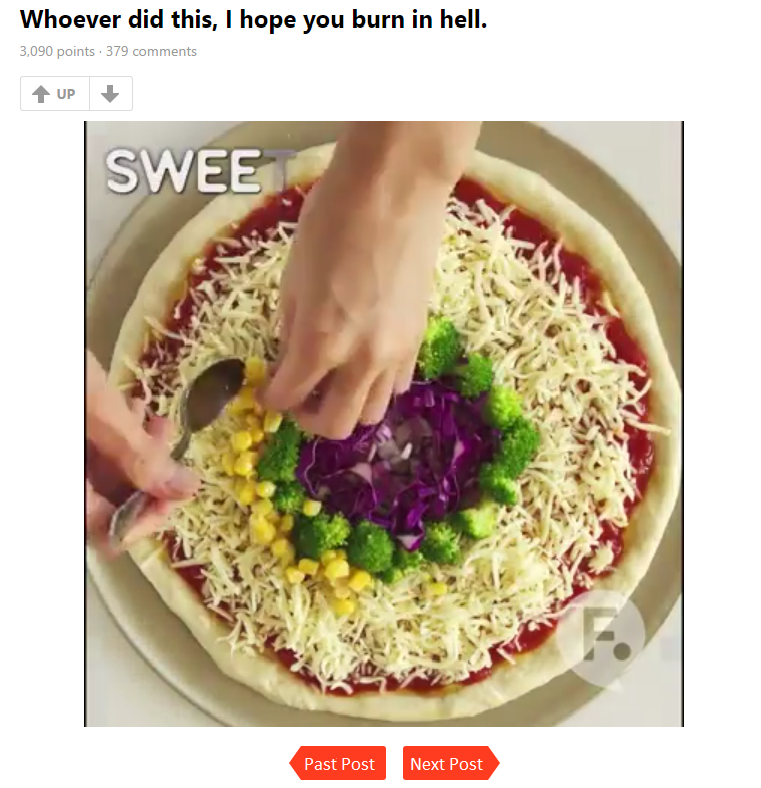 Whoever did this, I hope you burn in hell.
3,090 points · 379 comments
UP
SWEET
F.
Past Post
Next Post